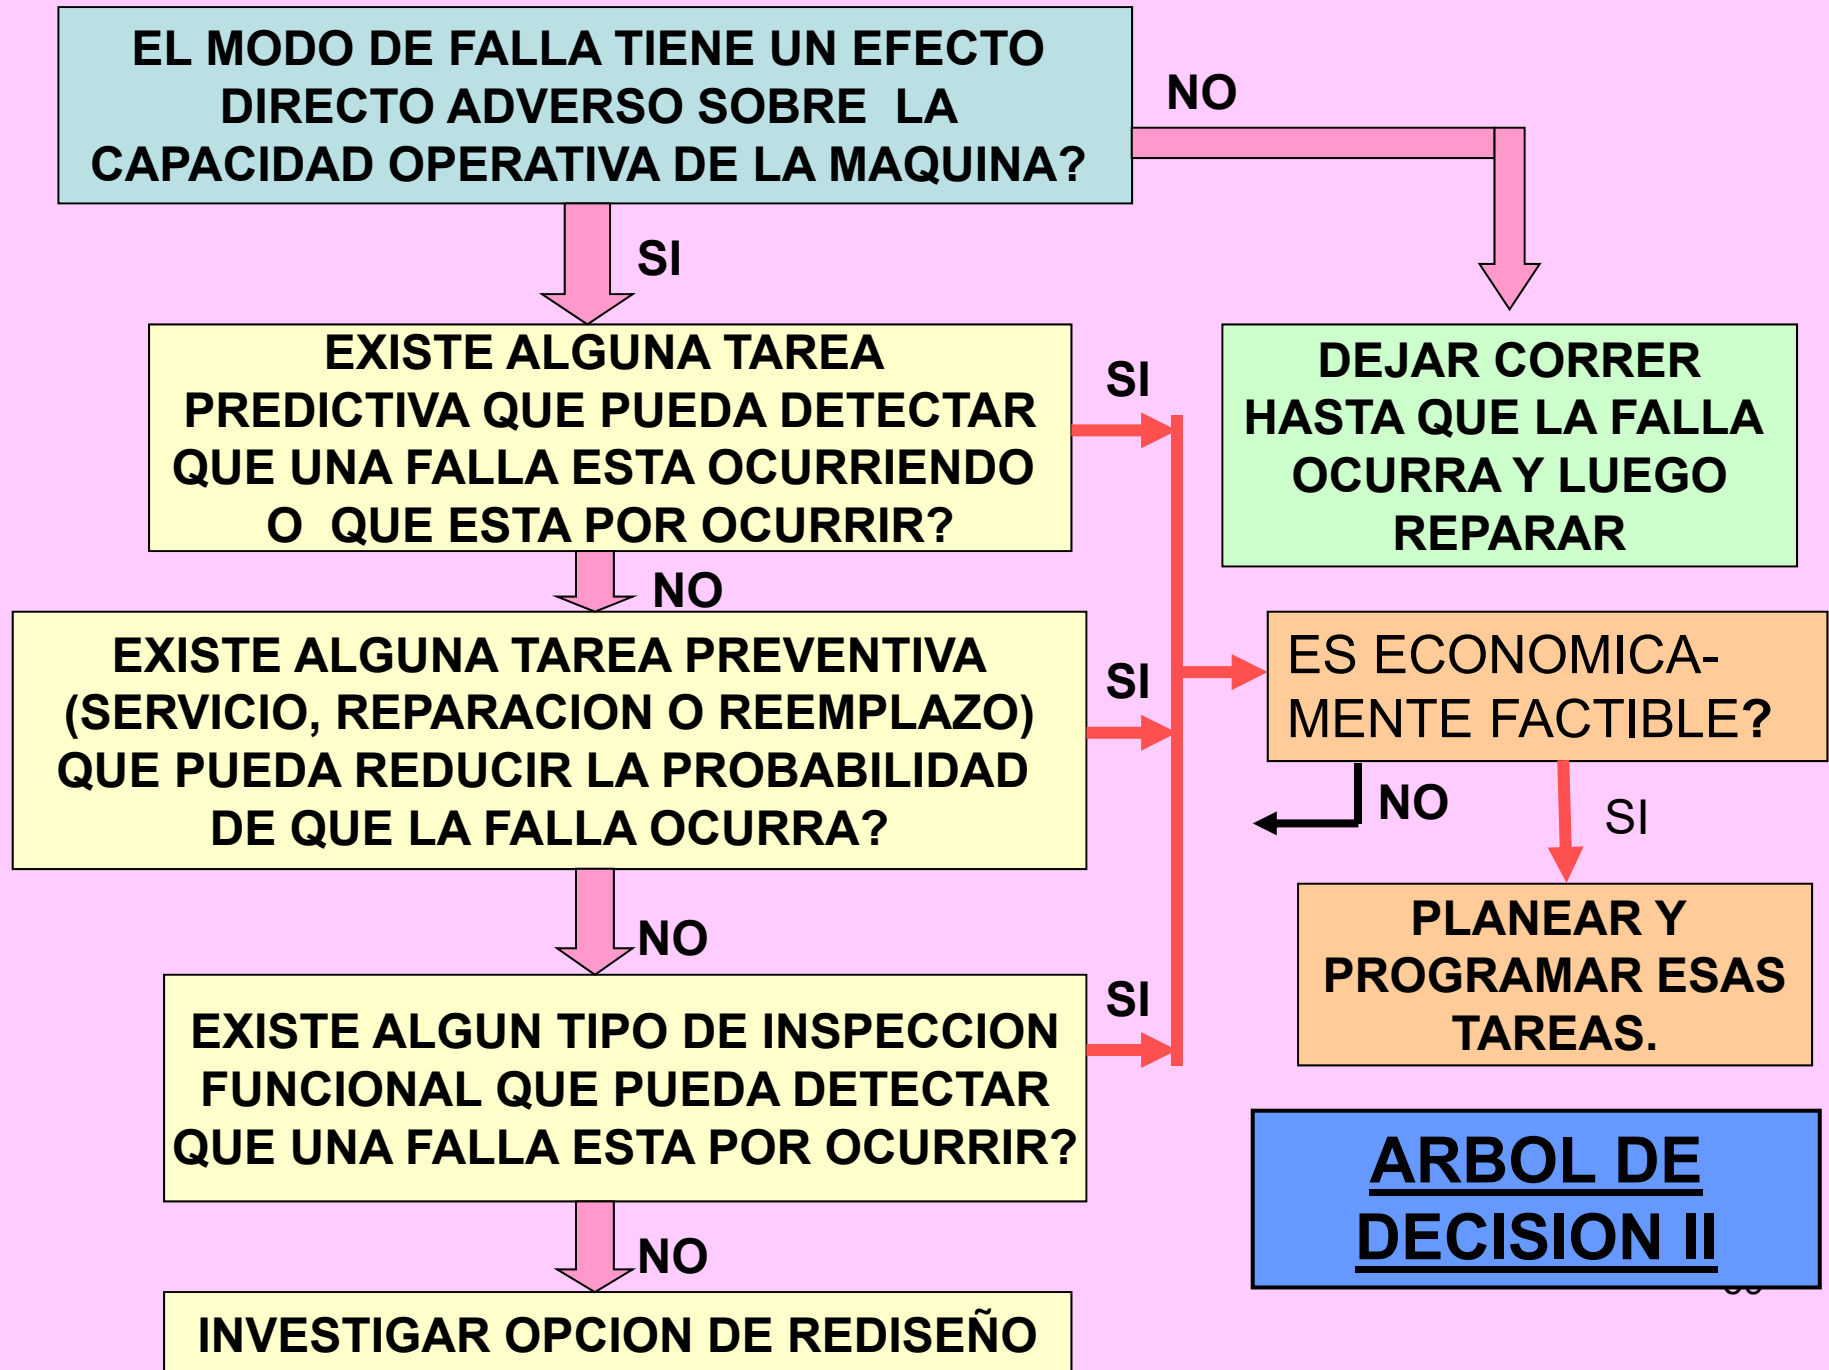 EL MODO DE FALLA TIENE UN EFECTO
DIRECTO ADVERSO SOBRE LA
CAPACIDAD OPERATIVA DE LA MAQUINA?
NO
SI
EXISTE ALGUNA TAREA
PREDICTIVA QUE PUEDA DETECTAR
QUE UNA FALLA ESTA OCURRIENDO
O QUE ESTA POR OCURRIR?
SI
DEJAR CORRER
HASTA QUE LA FALLA
OCURRA Y LUEGO
REPARAR
NO
EXISTE ALGUNA TAREA PREVENTIVA
(SERVICIO, REPARACION O REEMPLAZO)
QUE PUEDA REDUCIR LA PROBABILIDAD
DE QUE LA FALLA OCURRA?
SI
ES ECONOMICA-
MENTE FACTIBLE?
NO
SI
NO
PLANEAR Y
PROGRAMAR ESAS
TAREAS.
EXISTE ALGUN TIPO DE INSPECCION
FUNCIONAL QUE PUEDA DETECTAR
QUE UNA FALLA ESTA POR OCURRIR?
SI
ARBOL DE
DECISION II
NO
INVESTIGAR OPCION DE REDISEÑO